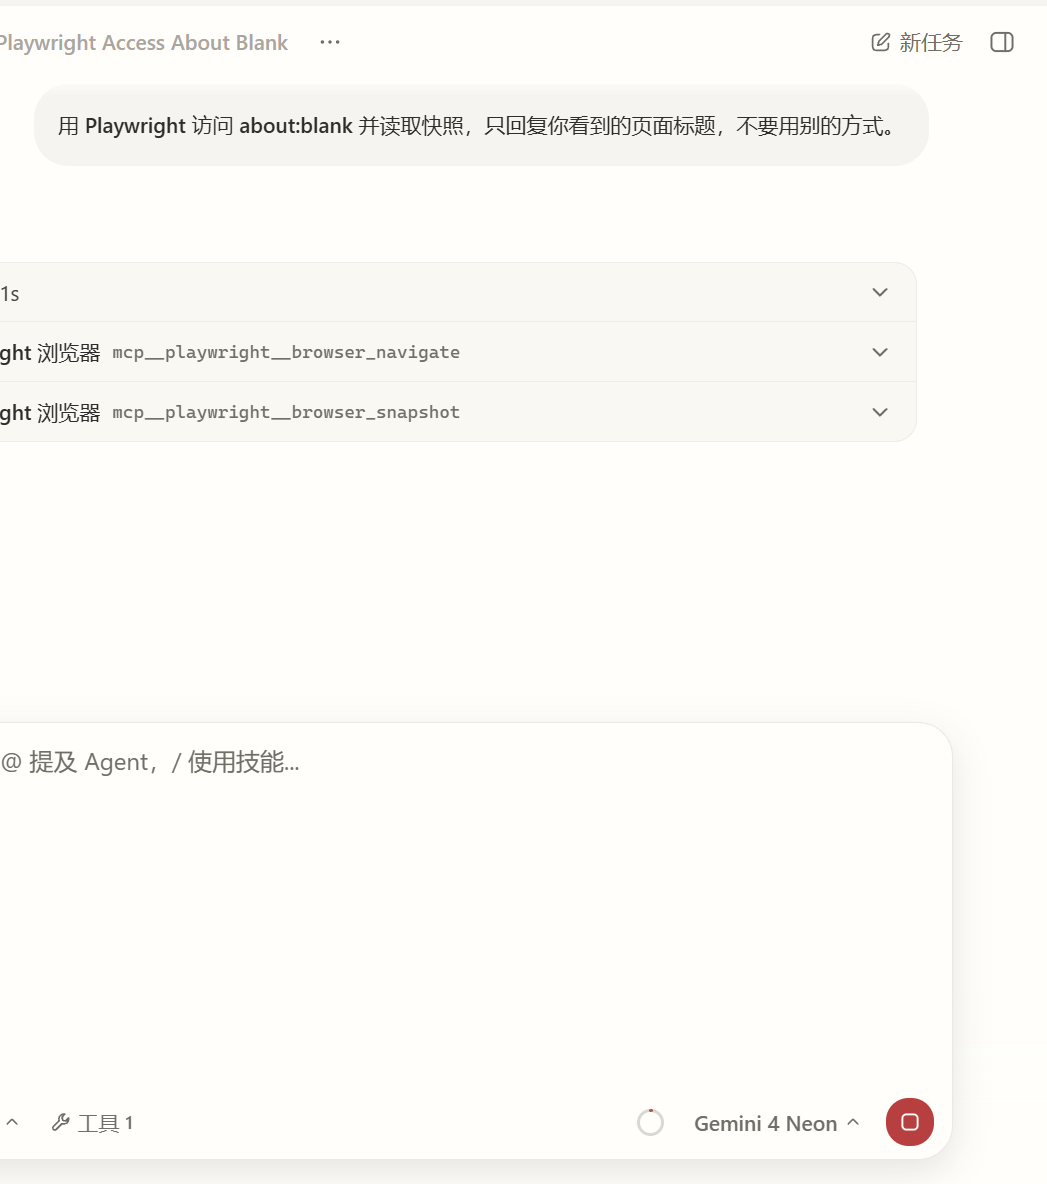 Playwright Access About Blank ···
新任务
用 Playwright 访问 about:blank 并读取快照，只回复你看到的页面标题，不要用别的方式。
1s
ght 浏览器 mcp__playwright__browser_navigate
ght 浏览器 mcp__playwright__browser_snapshot
@ 提及 Agent，/ 使用技能...
工具 1
Gemini 4 Neon